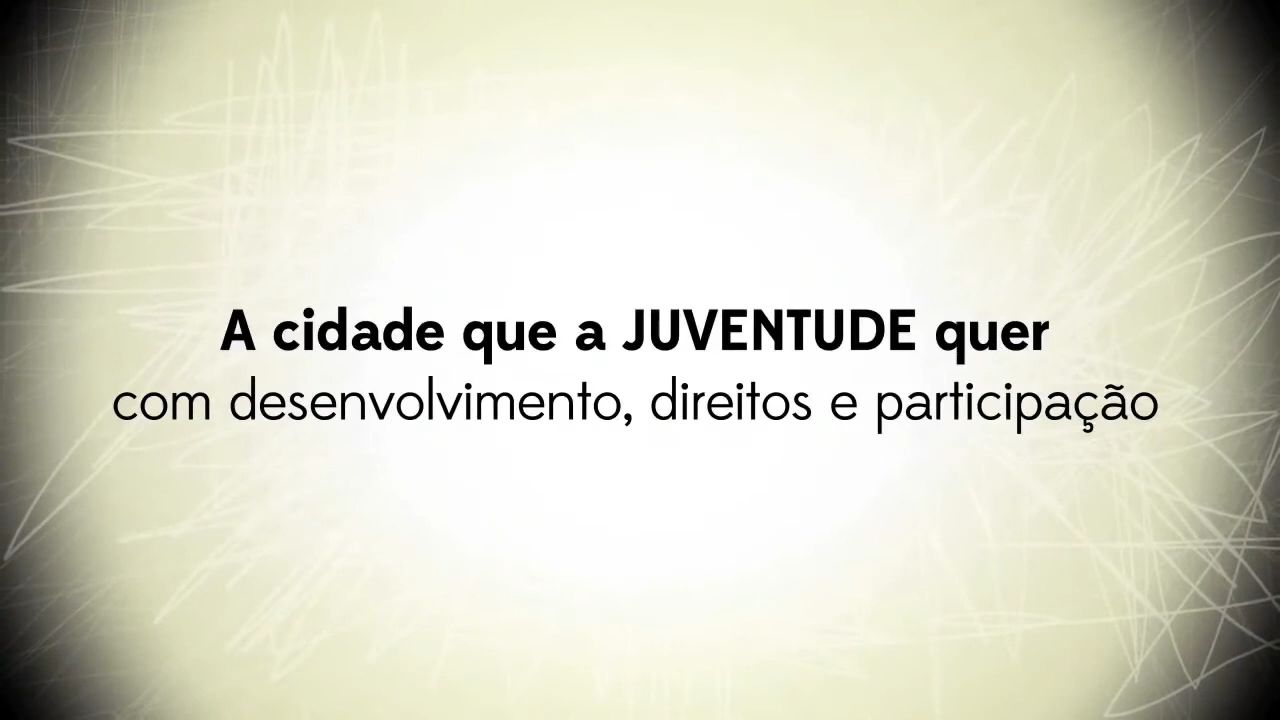 A cidade que a JUVENTUDE quer
com desenvolvimento, direitos e participação